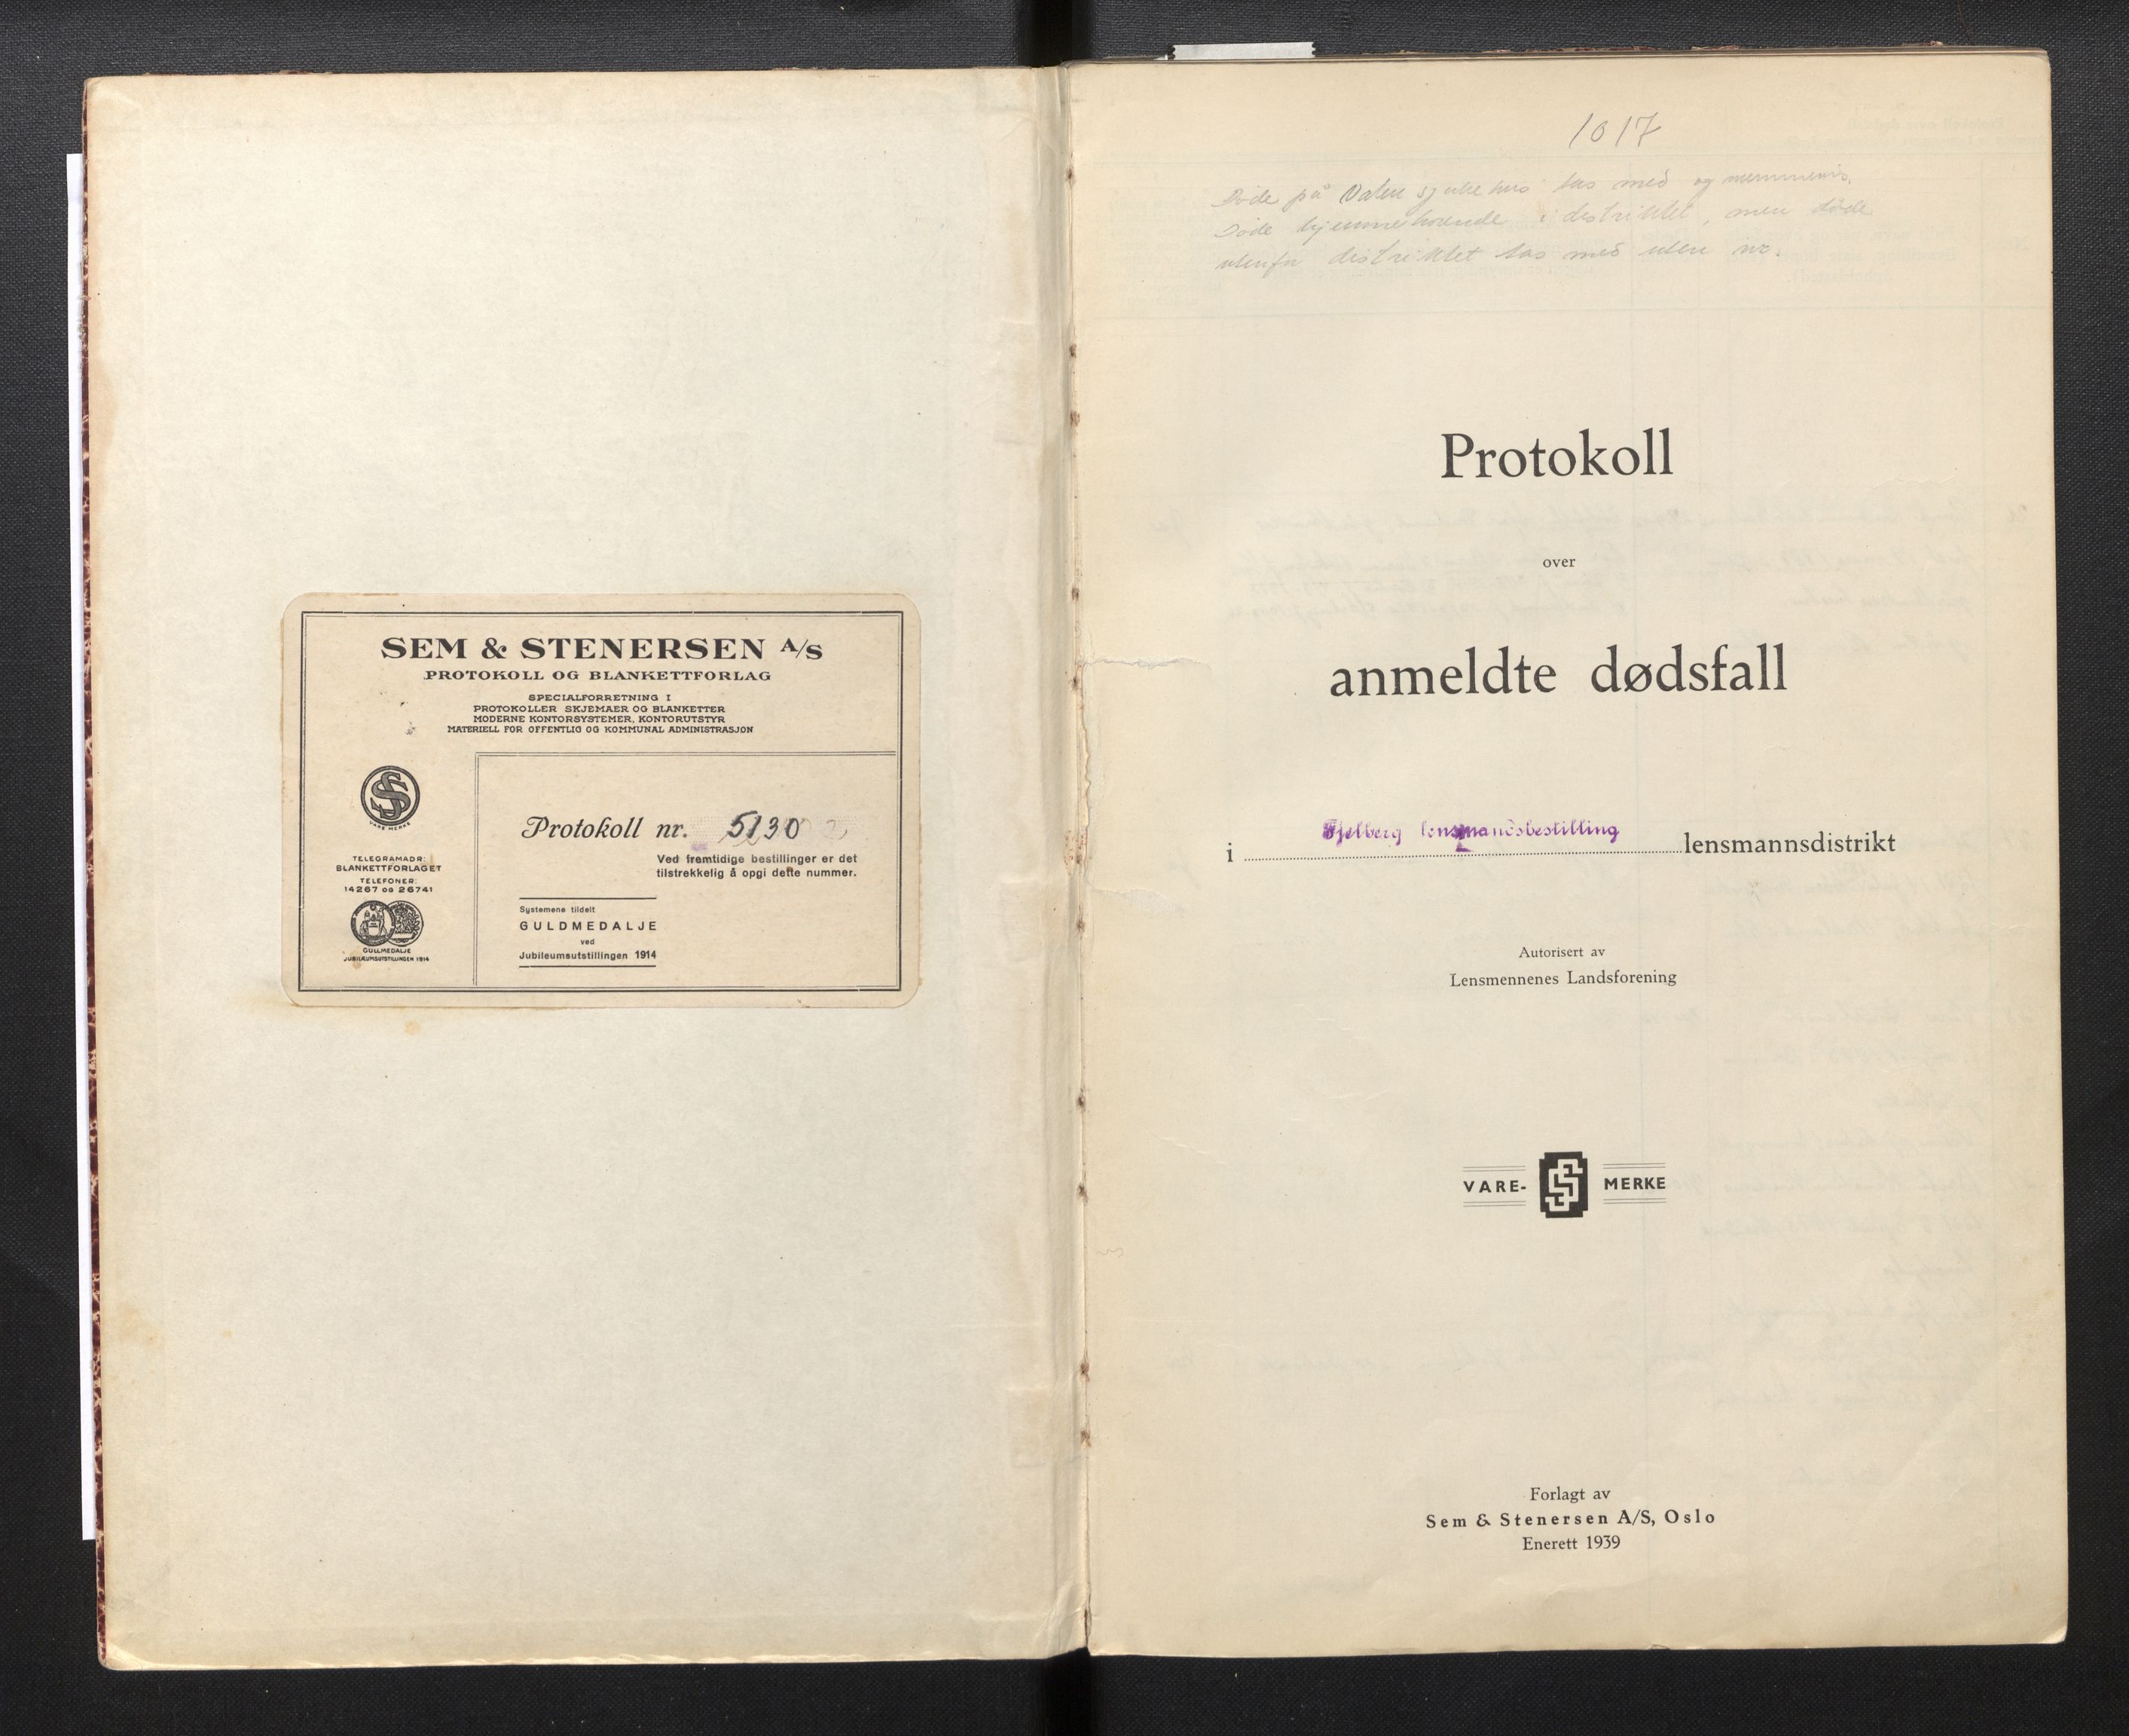 SEM & STENERSEN A/S
PROTOKOLL OG BLANKETTFORLAG
SPECIALFORRETNING I
PROTOKOLLER SKJEMAER OG BLANKETTER
MODERNE KONTORSYSTEMER, KONTORUTSTYR
MATERIELL FOR OFFENTLIG OG KOMMUNAL ADMINISTRASJON
VARE MERKE
TELEGRAMADR:
BLANKETTFORLAGET
TELEFONER:
14267 OG 26741
GULLMEDALJE
JUBILÆUMSUTSTILLINGEN 1914
Protokoll nr. 5130
Ved fremtidige bestillinger er det
tilstrekkelig å opgi dette nummer.
Systemene tildelt
GULDMEDALJE
ved
Jubileumsutstillingen 1914
1017
Døde på Valen sjukehus tas med og nummereres.
Døde hjemmehørende i distriktet, men døde
utenfor distriktet tas med uten nr.
Protokoll
over
anmeldte dødsfall
i Fjelberg lensmandsbestilling lensmannsdistrikt
Autorisert av
Lensmennenes Landsforening
VARE- MERKE
Forlagt av
Sem & Stenersen A/S, Oslo
Enerett 1939